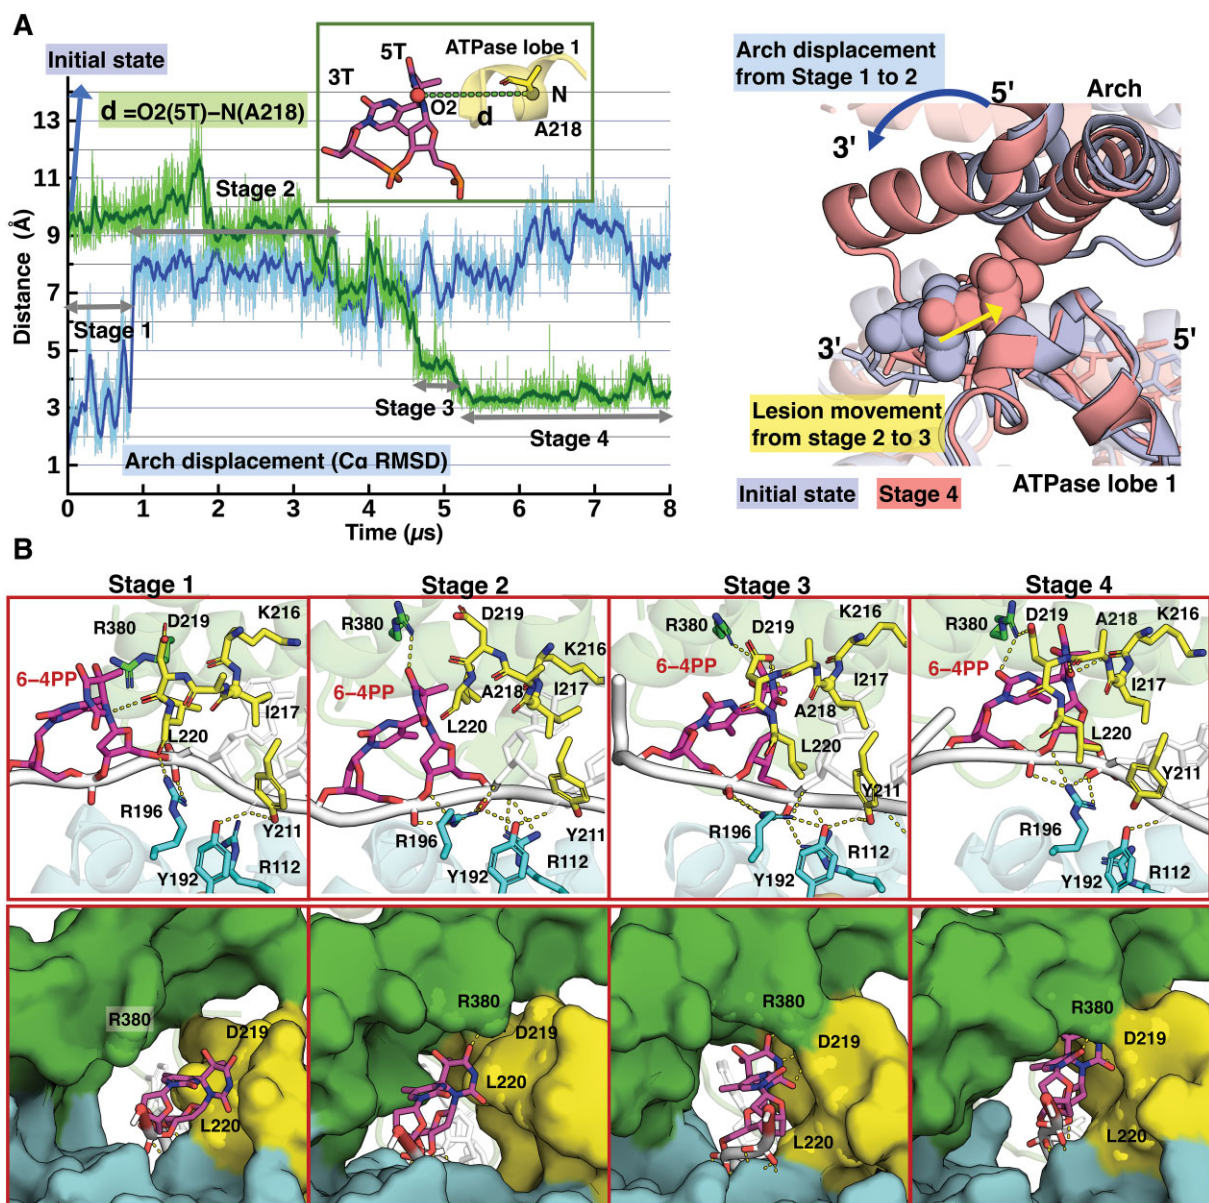 A
Initial state
d =O2(5T)–N(A218)
5T
3T
ATPase lobe 1
O2
N
d
A218
Stage 2
Stage 1
Stage 3
Stage 4
Arch displacement (Cα RMSD)
Distance (Å)
13
11
9
7
5
3
1
0 1 2 3 4 5 6 7 8
Time (µs)
Arch displacement
from Stage 1 to 2
5'
Arch
3'
3'
5'
Lesion movement
from stage 2 to 3
Initial state
Stage 4
ATPase lobe 1
B
Stage 1
Stage 2
Stage 3
Stage 4
D219
K216
R380
6–4PP
I217
L220
R196
Y211
Y192
R112
D219
R380
K216
6–4PP
A218
I217
L220
R196
Y211
Y192
R112
K216
R380
D219
6–4PP
I217
A218
L220
Y211
R196
Y192
R112
K216
D219
A218
R380
6–4PP
I217
L220
Y211
R196
Y192
R112
R380
D219
L220
R380
D219
L220
R380
D219
L220
R380
D219
L220